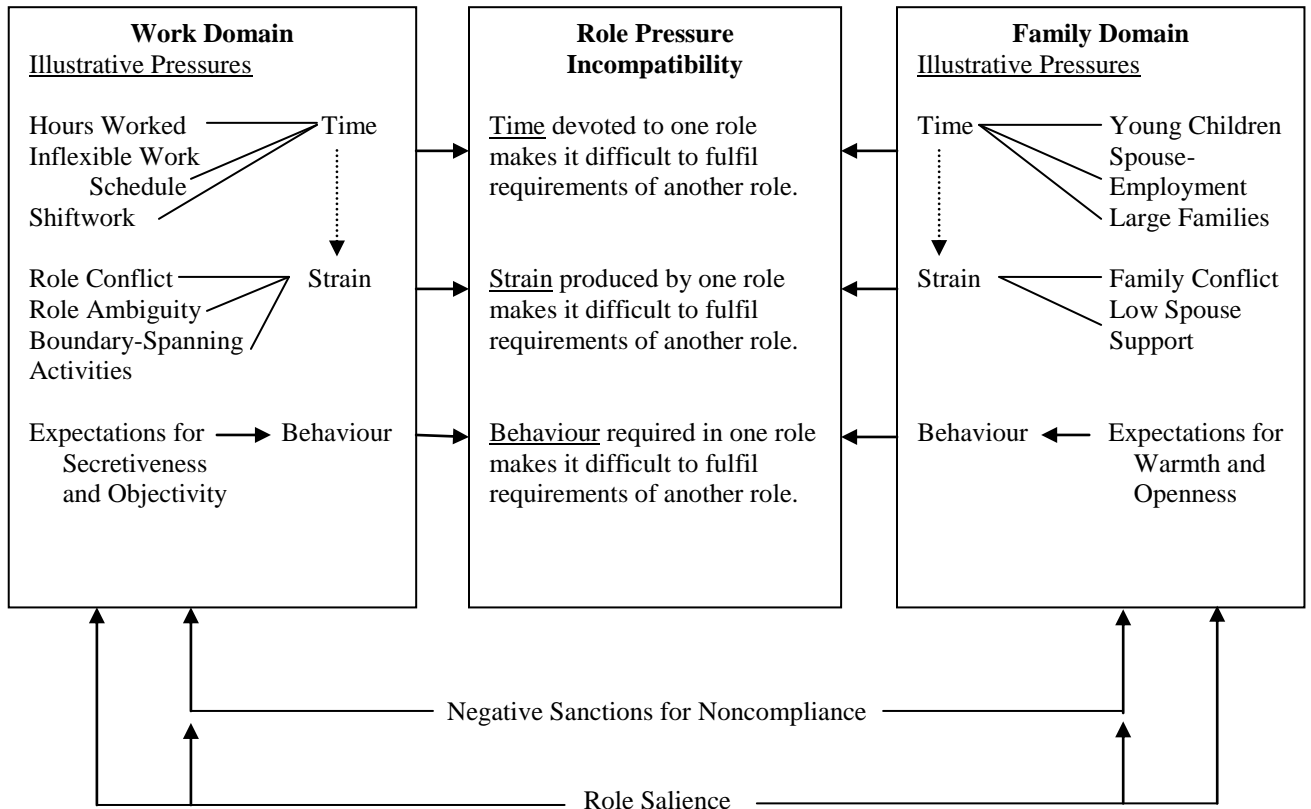 Work Domain
Illustrative Pressures
Hours Worked
Time
Inflexible Work
Schedule
Shiftwork
Role Conflict
Strain
Role Ambiguity
Boundary-Spanning
Activities
Expectations for
Behaviour
Secretiveness
and Objectivity
Role Pressure
Incompatibility
Time devoted to one role
makes it difficult to fulfil
requirements of another role.
Strain produced by one role
makes it difficult to fulfil
requirements of another role.
Behaviour required in one role
makes it difficult to fulfil
requirements of another role.
Family Domain
Illustrative Pressures
Time
Young Children
Spouse-
Employment
Large Families
Strain
Family Conflict
Low Spouse
Support
Behaviour
Expectations for
Warmth and
Openness
Negative Sanctions for Noncompliance
Role Salience